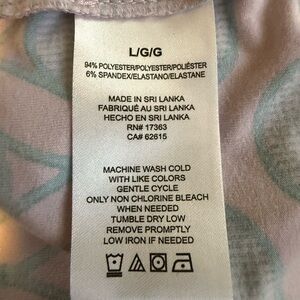 L/G/G
94% POLYESTER/POLYESTER/POLIÉSTER
6% SPANDEX/ELASTANO/ELASTANE
MADE IN SRI LANKA
FABRIQUÉ AU SRI LANKA
HECHO EN SRI LANKA
RN# 17363
CA# 62615
MACHINE WASH COLD
WITH LIKE COLORS
GENTLE CYCLE
ONLY NON CHLORINE BLEACH
WHEN NEEDED
TUMBLE DRY LOW
REMOVE PROMPTLY
LOW IRON IF NEEDED